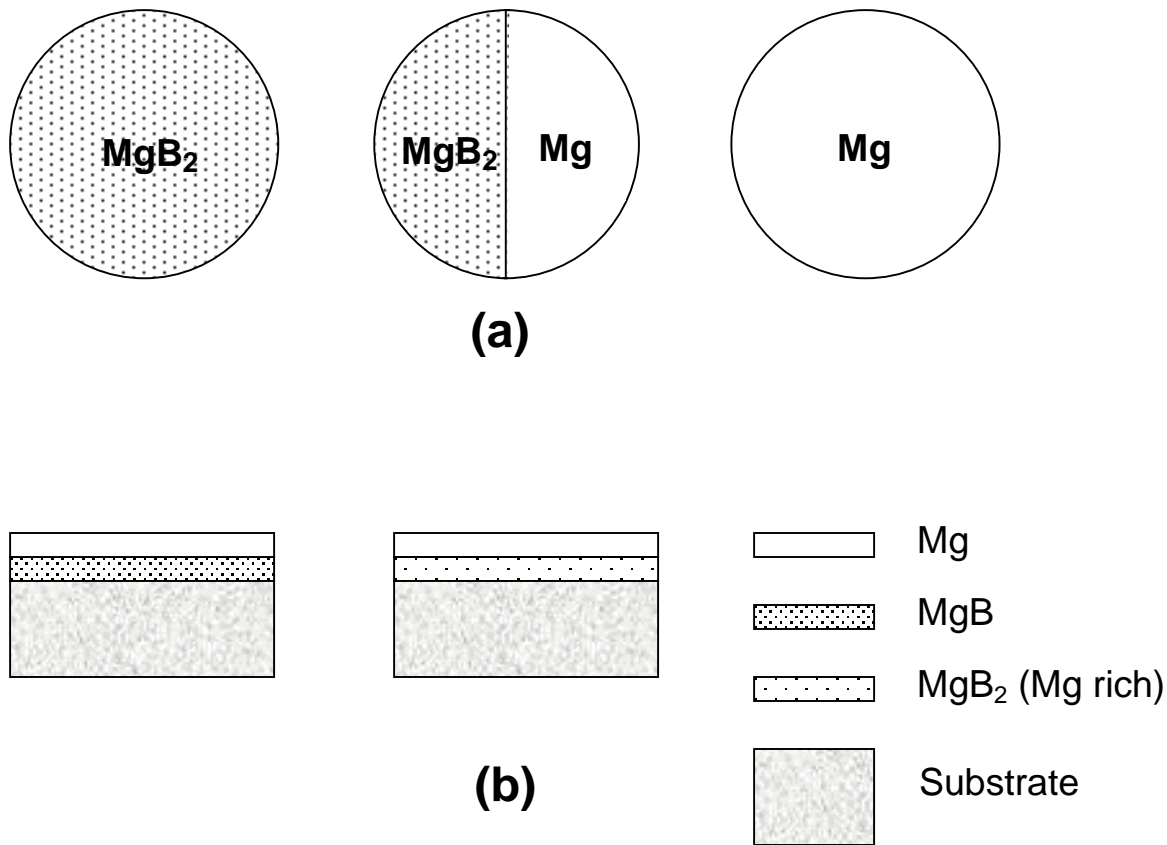 MgB₂
MgB₂ Mg
Mg
(a)
Mg
MgB
MgB₂ (Mg rich)
Substrate
(b)